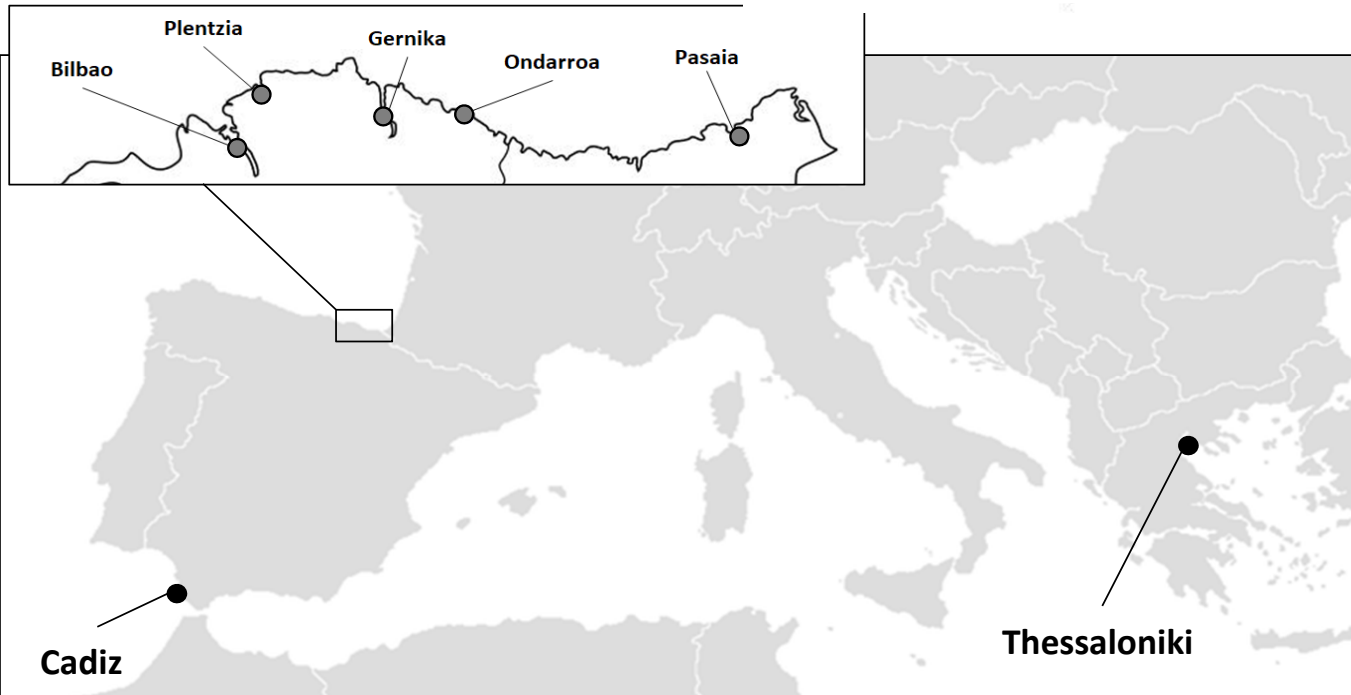 Plentzia
Gernika
Bilbao
Ondarroa
Pasaia
Cadiz
Thessaloniki